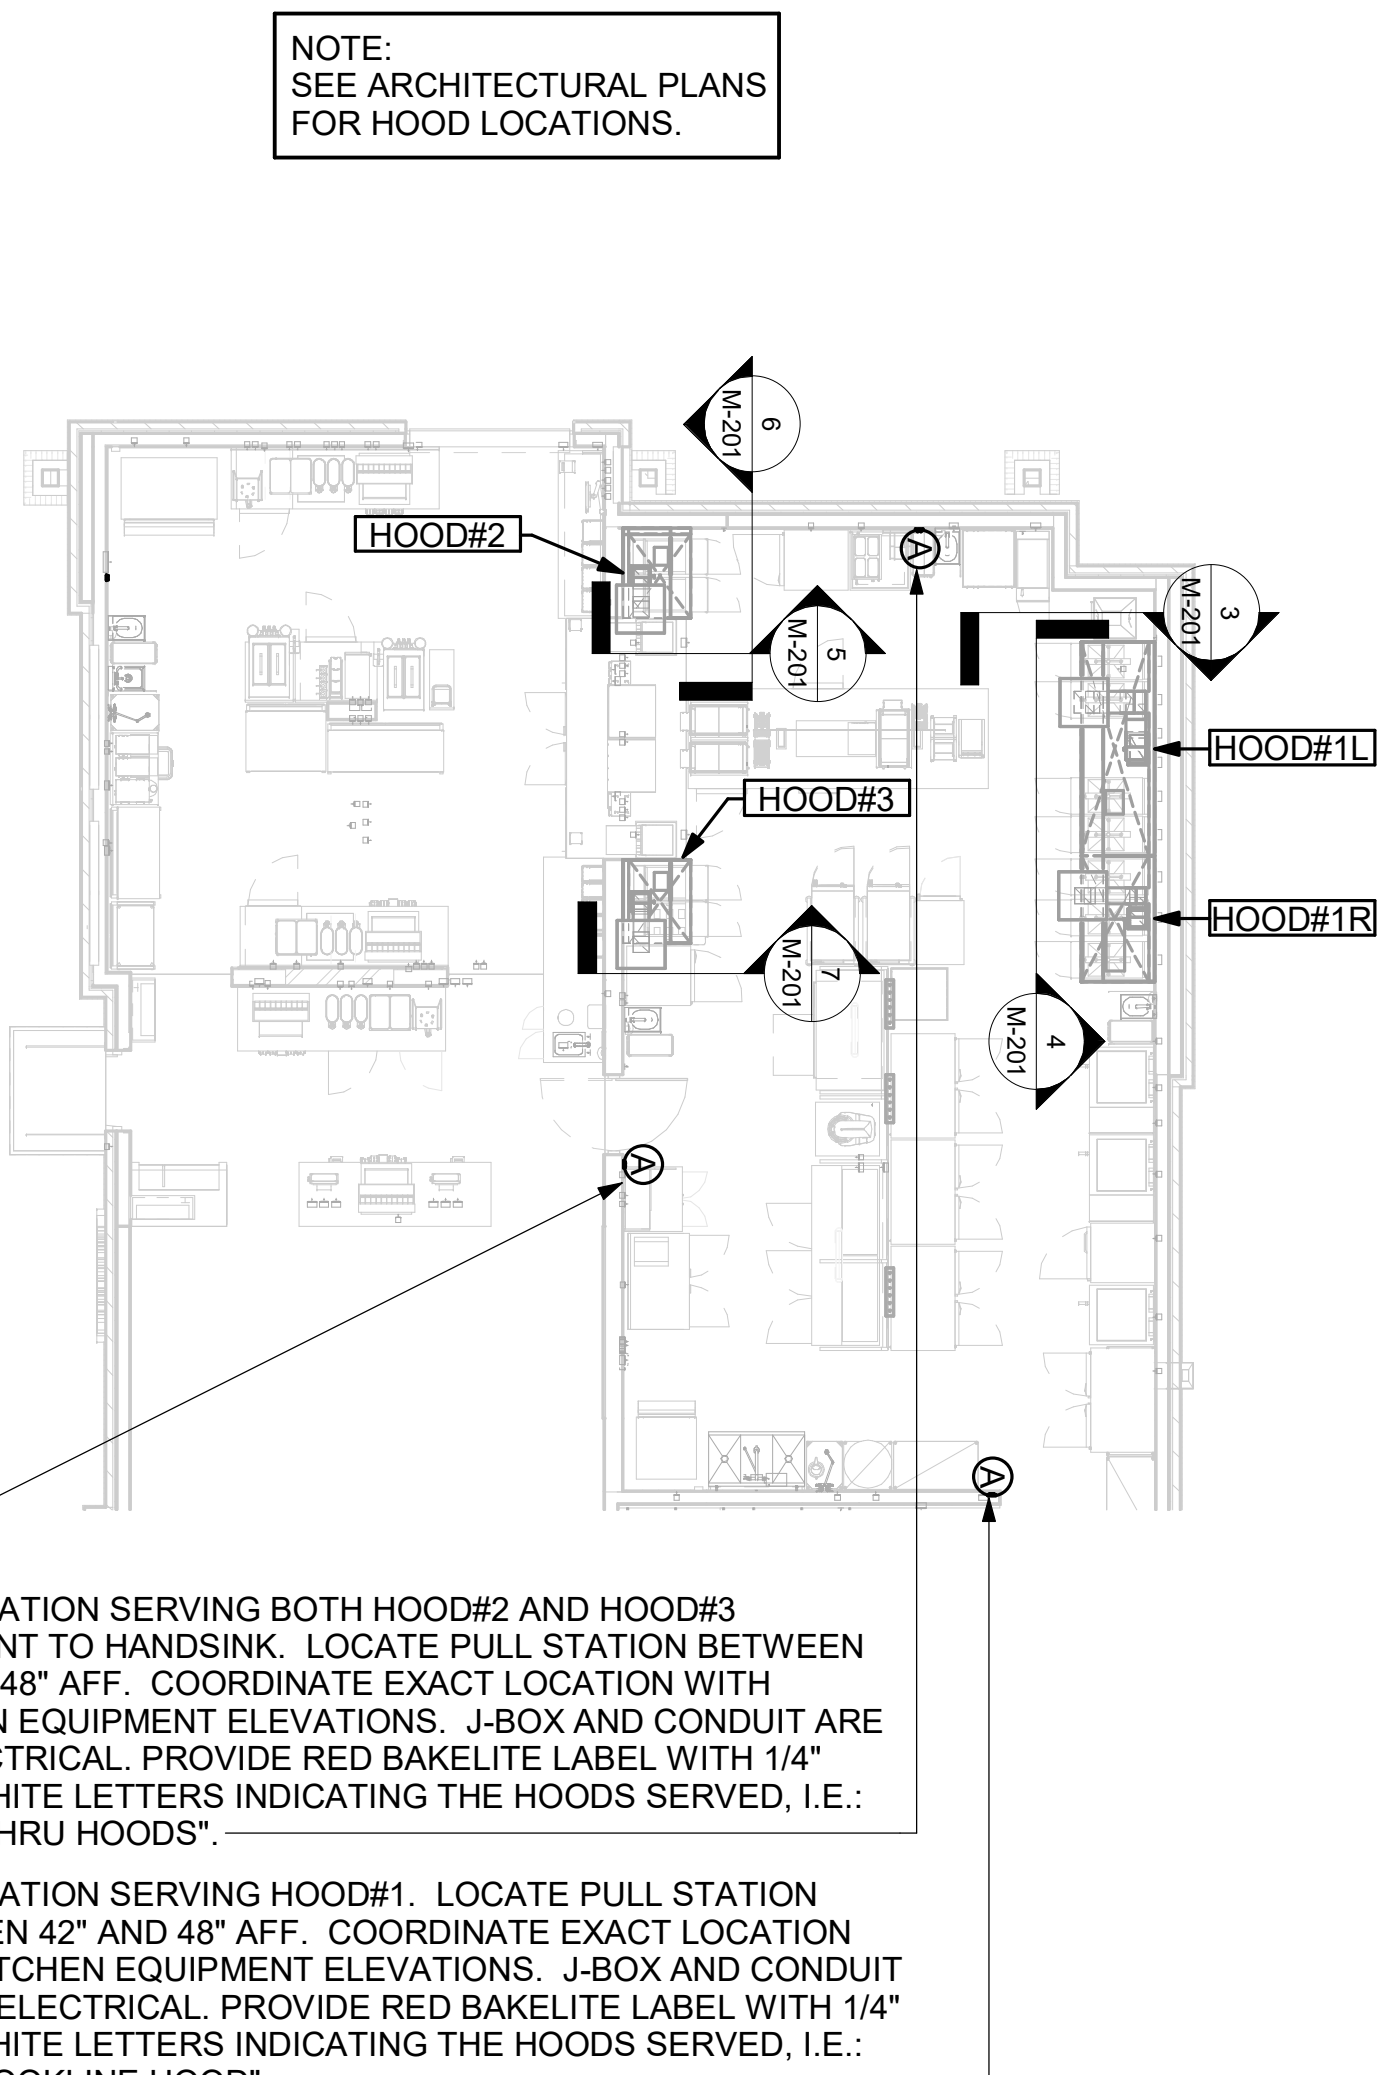 NOTE:
SEE ARCHITECTURAL PLANS
FOR HOOD LOCATIONS.
6
M-201
HOOD#2
A
3
M-201
5
M-201
HOOD#1L
HOOD#3
HOOD#1R
7
M-201
4
M-201
A
A
ATION SERVING BOTH HOOD#2 AND HOOD#3
NT TO HANDSINK. LOCATE PULL STATION BETWEEN
48" AFF. COORDINATE EXACT LOCATION WITH
N EQUIPMENT ELEVATIONS. J-BOX AND CONDUIT ARE
CTRICAL. PROVIDE RED BAKELITE LABEL WITH 1/4"
HITE LETTERS INDICATING THE HOODS SERVED, I.E.:
HRU HOODS".
ATION SERVING HOOD#1. LOCATE PULL STATION
EN 42" AND 48" AFF. COORDINATE EXACT LOCATION
TCHEN EQUIPMENT ELEVATIONS. J-BOX AND CONDUIT
ELECTRICAL. PROVIDE RED BAKELITE LABEL WITH 1/4"
HITE LETTERS INDICATING THE HOODS SERVED, I.E.:
OOKLINE HOOD"